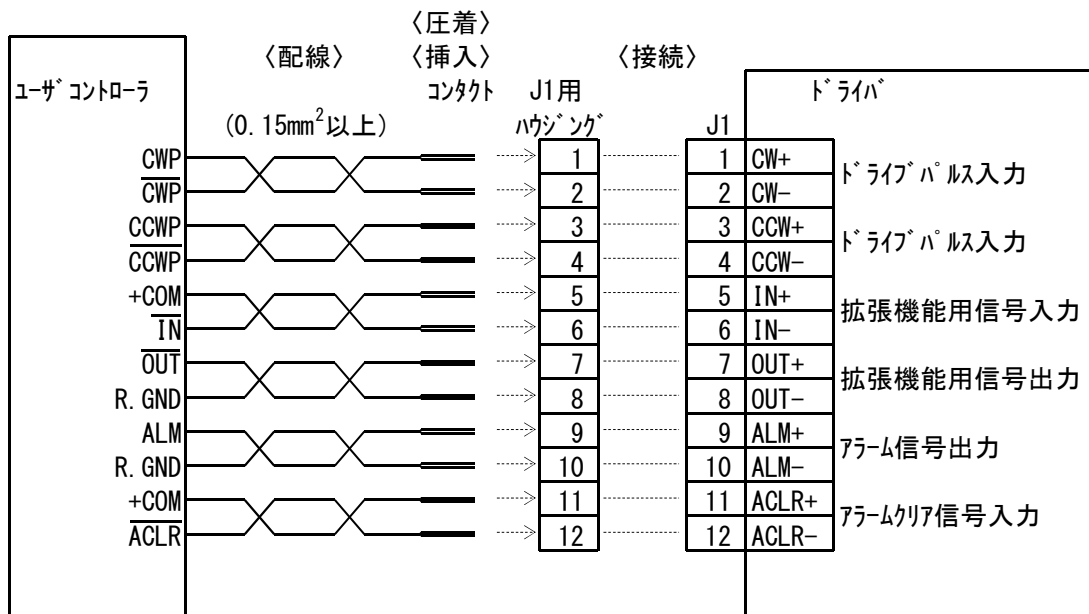 〈圧着〉
〈配線〉 〈挿入〉 〈接続〉
ﾕｰｻﾞｺﾝﾄﾛｰﾗ ｺﾝﾀｸﾄ J1用 ﾄﾞﾗｲﾊﾞ
(0.15mm²以上) ﾊｳｼﾞﾝｸﾞ J1
CWP 1 1 CW+
ﾄﾞﾗｲﾌﾞﾊﾟﾙｽ入力
C̅W̅P̅ 2 2 CW-
CCWP 3 3 CCW+
ﾄﾞﾗｲﾌﾞﾊﾟﾙｽ入力
C̅C̅W̅P̅ 4 4 CCW-
+COM 5 5 IN+
拡張機能用信号入力
I̅N̅ 6 6 IN-
O̅U̅T̅ 7 7 OUT+
拡張機能用信号出力
R.GND 8 8 OUT-
ALM 9 9 ALM+
ｱﾗｰﾑ信号出力
R.GND 10 10 ALM-
+COM 11 11 ACLR+
ｱﾗｰﾑｸﾘｱ信号入力
A̅C̅L̅R̅ 12 12 ACLR-